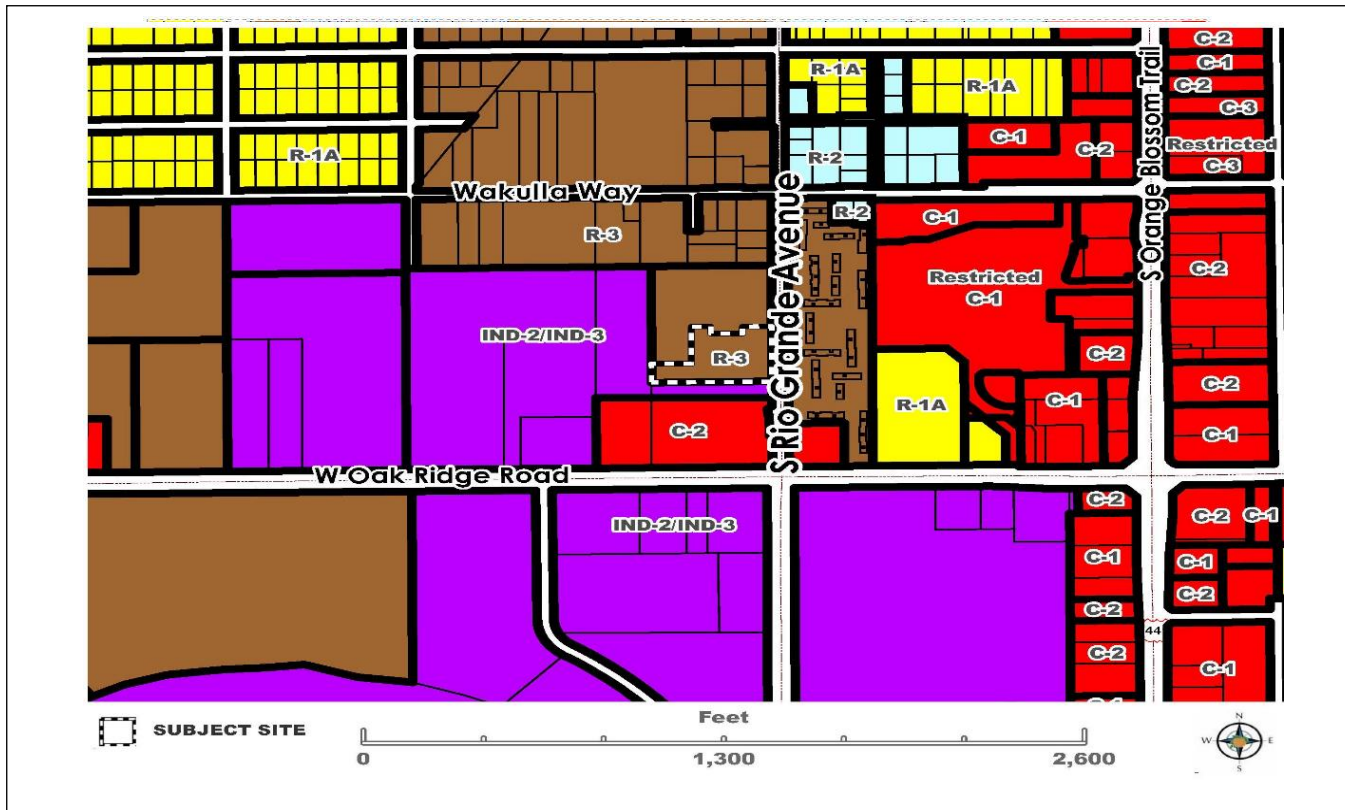 C-2
C-1
C-2
C-3
Restricted
C-3
R-1A
R-1A
C-1
C-2
R-1A
R-2
Wakulla Way
S Orange Blossom Trail
R-2
C-1
R-3
Restricted
C-1
C-2
IND-2/IND-3
R-3
S Rio Grande Avenue
C-2
C-2
R-1A
C-1
C-2
C-1
W Oak Ridge Road
IND-2/IND-3
C-2
C-2
C-1
C-1
C-1
C-2
C-2
44
C-2
C-1
C-1
SUBJECT SITE
Feet
0
1,300
2,600
N
W
E
S